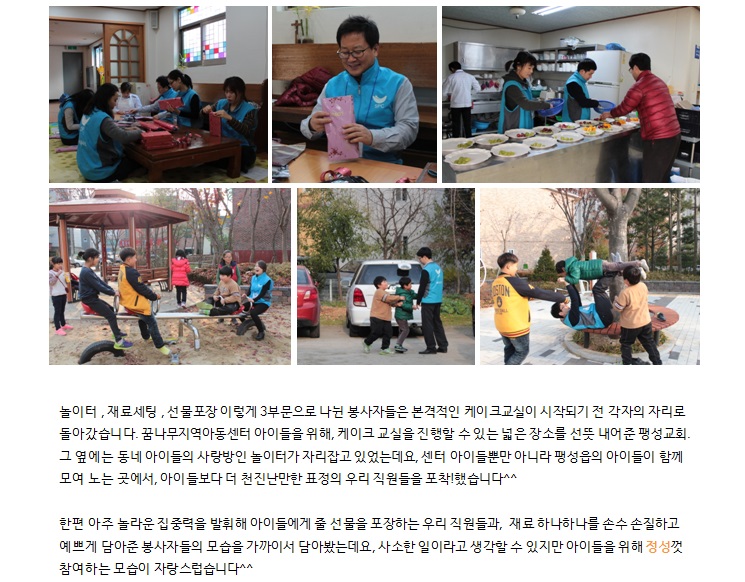 놀이터 , 재료세팅 , 선물포장 이렇게 3부문으로 나뉜 봉사자들은 본격적인 케이크교실이 시작되기 전 각자의 자리로
돌아갔습니다. 꿈나무지역아동센터 아이들을 위해, 케이크 교실을 진행할 수 있는 넓은 장소를 선뜻 내어준 팽성교회.
그 옆에는 동네 아이들의 사랑방인 놀이터가 자리잡고 있었는데요, 센터 아이들뿐만 아니라 팽성읍의 아이들이 함께
모여 노는 곳에서, 아이들보다 더 천진난만한 표정의 우리 직원들을 포착!했습니다^^
한편 아주 놀라운 집중력을 발휘해 아이들에게 줄 선물을 포장하는 우리 직원들과, 재료 하나하나를 손수 손질하고
예쁘게 담아준 봉사자들의 모습을 가까이서 담아봤는데요, 사소한 일이라고 생각할 수 있지만 아이들을 위해 정성껏
참여하는 모습이 자랑스럽습니다^^